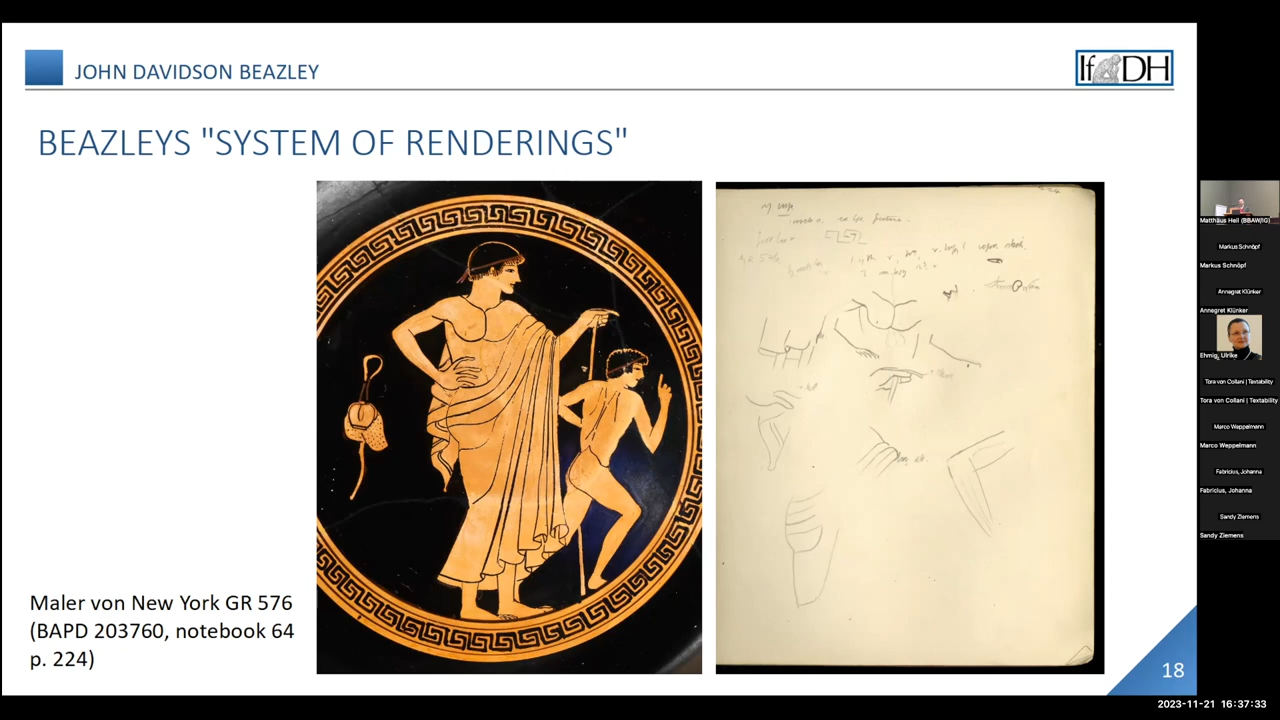 JOHN DAVIDSON BEAZLEY
If DH
BEAZLEYS "SYSTEM OF RENDERINGS"
Maler von New York GR 576
(BAPD 203760, notebook 64
p. 224)
18
Matthäus Heil (BBAW/IG)
Markus Schnöpf
Markus Schnöpf
Annegret Klünker
Annegret Klünker
Ehmig, Ulrike
Tora von Collani | Textability
Tora von Collani | Textability
Marco Weppelmann
Marco Weppelmann
Fabricius, Johanna
Fabricius, Johanna
Sandy Ziemens
Sandy Ziemens
2023-11-21 16:37:33